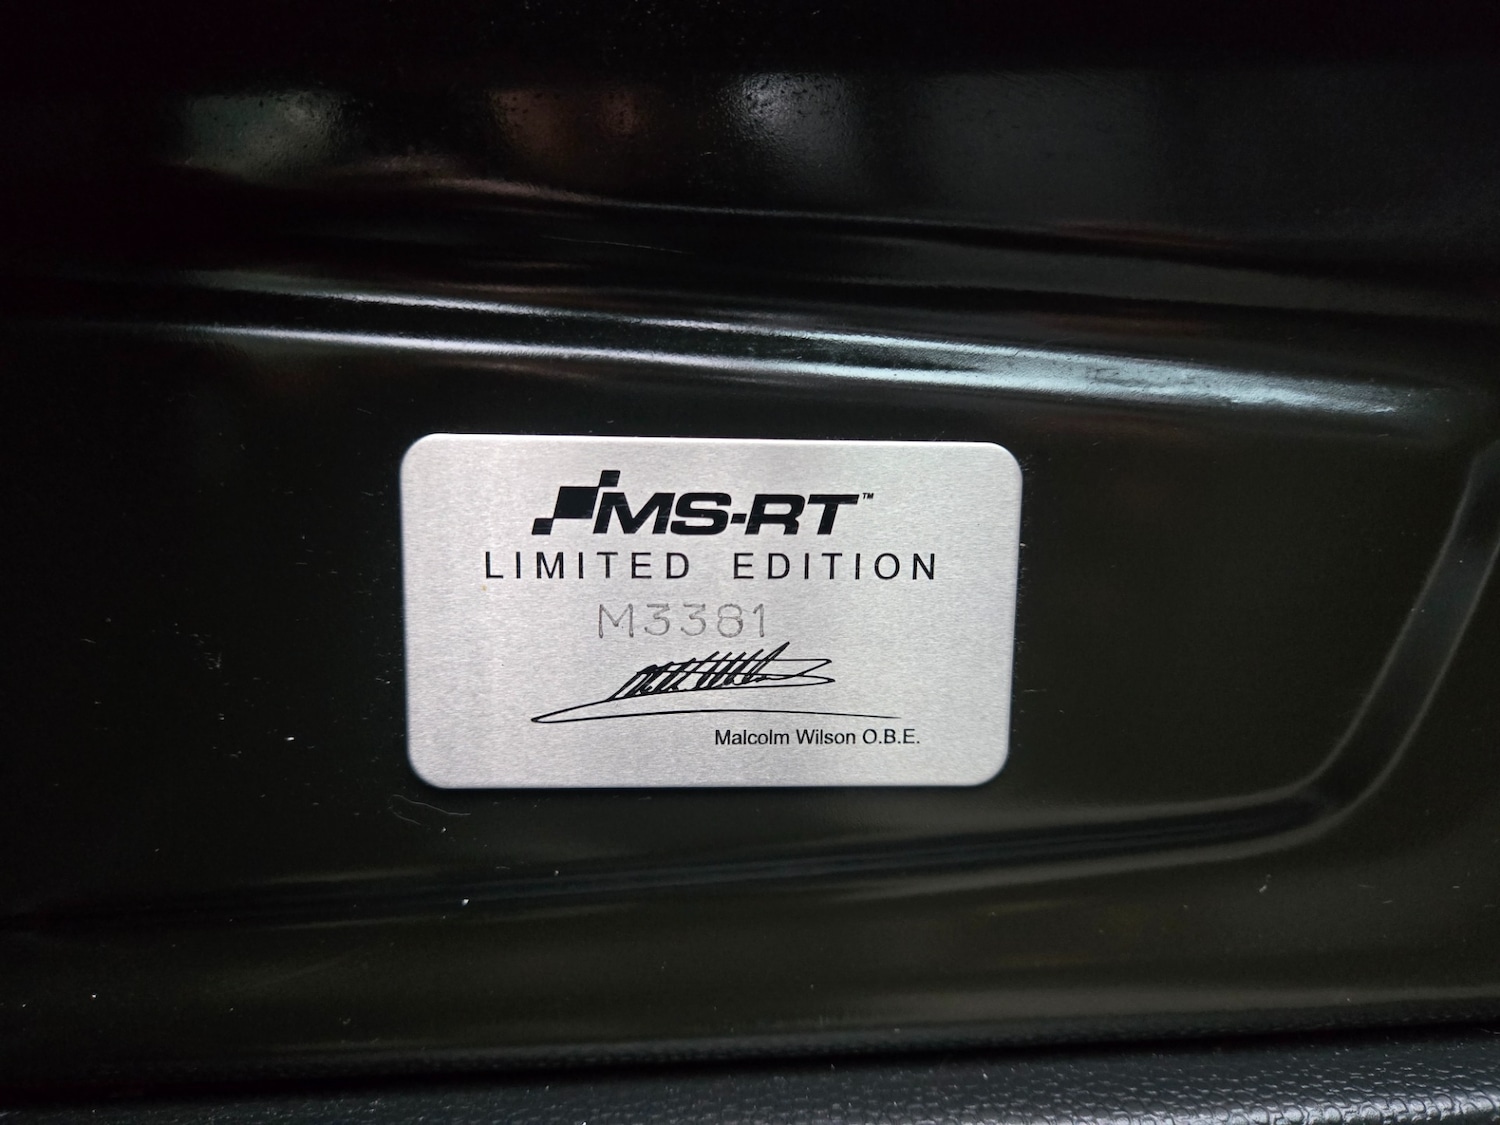 MS-RT™
LIMITED EDITION
M3381
Malcolm Wilson O.B.E.